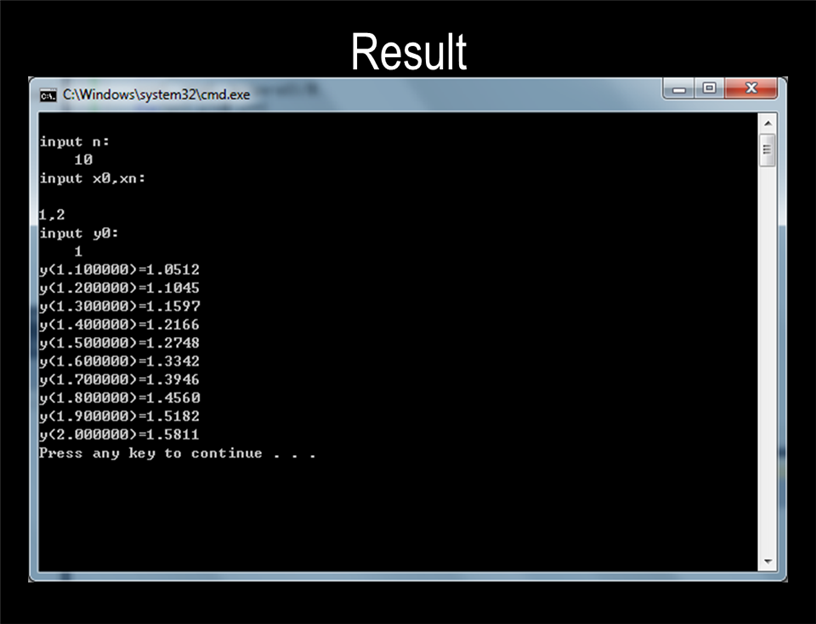 Result
C:\Windows\system32\cmd.exe
input n:
10
input x0,xn:
1,2
input y0:
1
y(1.100000)=1.0512
y(1.200000)=1.1045
y(1.300000)=1.1597
y(1.400000)=1.2166
y(1.500000)=1.2748
y(1.600000)=1.3342
y(1.700000)=1.3946
y(1.800000)=1.4560
y(1.900000)=1.5182
y(2.000000)=1.5811
Press any key to continue . . .